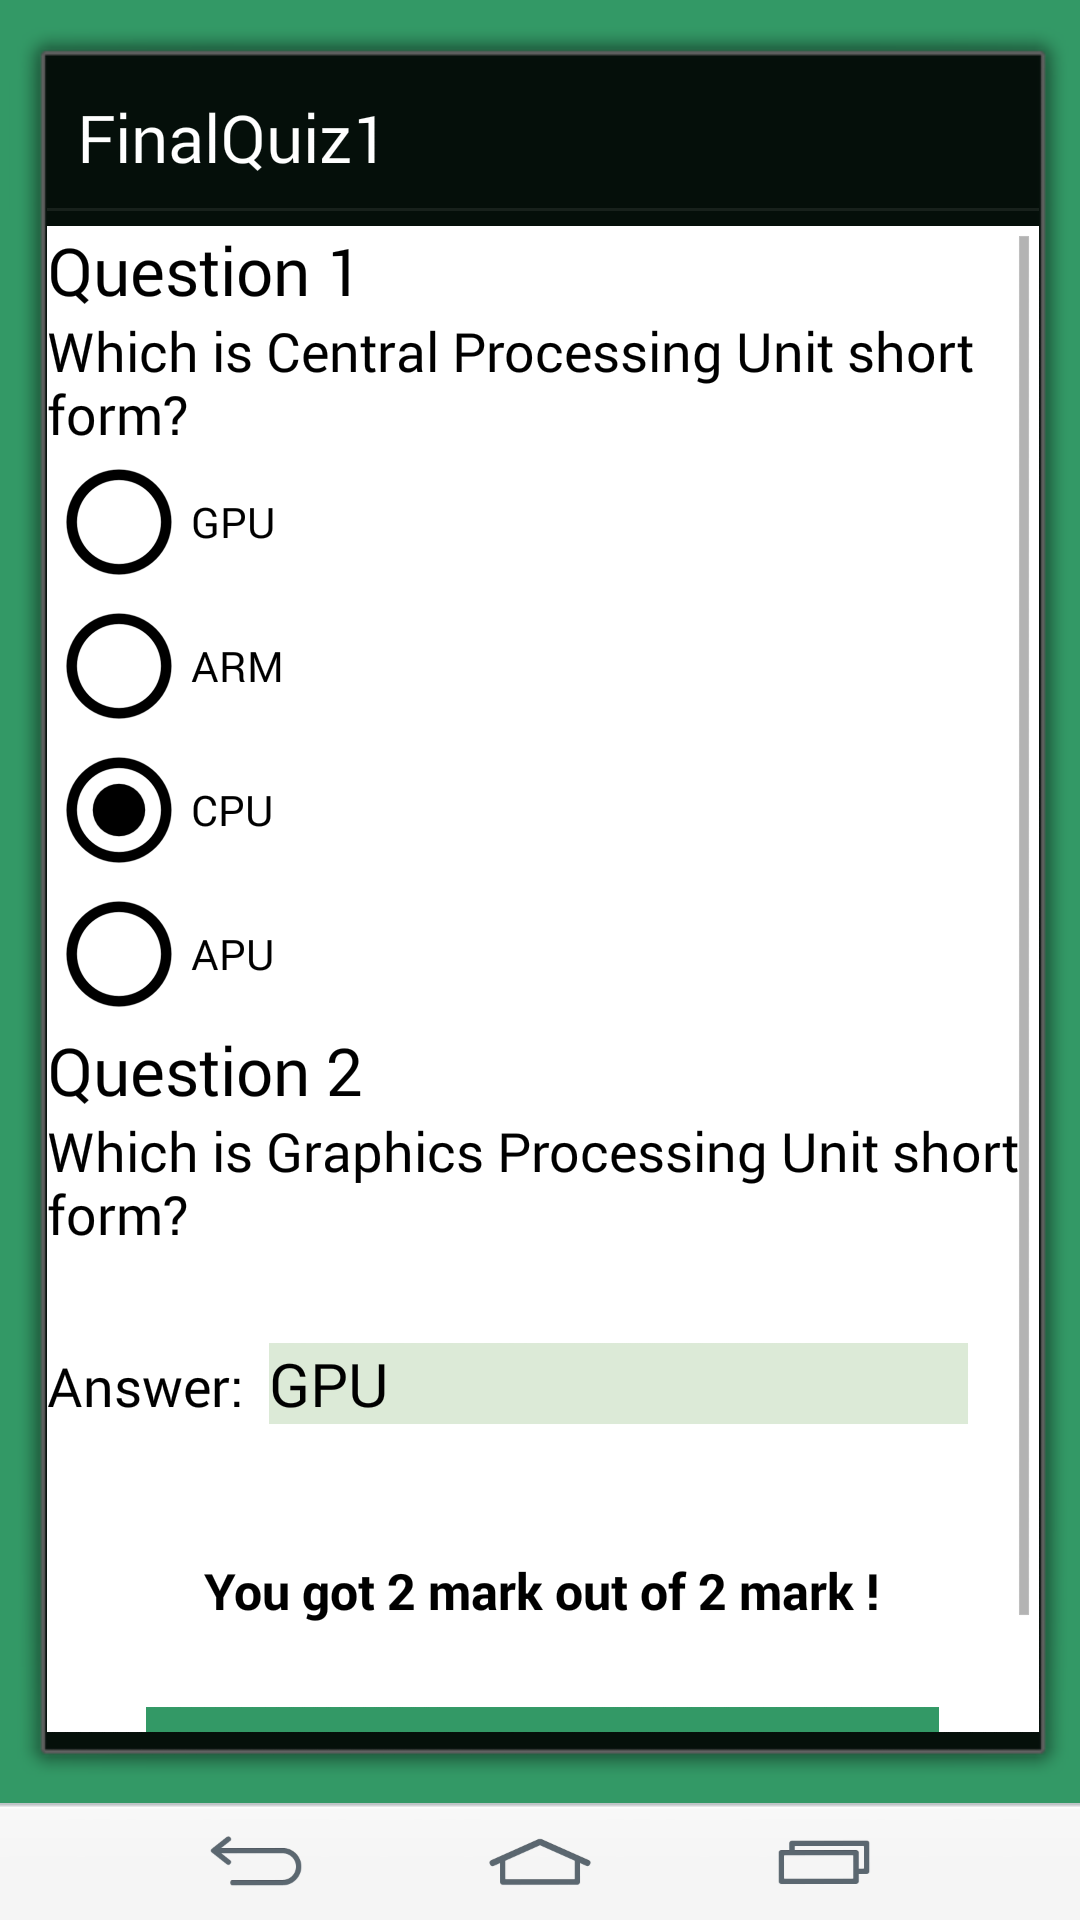 FinalQuiz1
Question 1
Which is Central Processing Unit short
form?
GPU
ARM
CPU
APU
Question 2
Which is Graphics Processing Unit short
form?
Answer: GPU
You got 2 mark out of 2 mark !